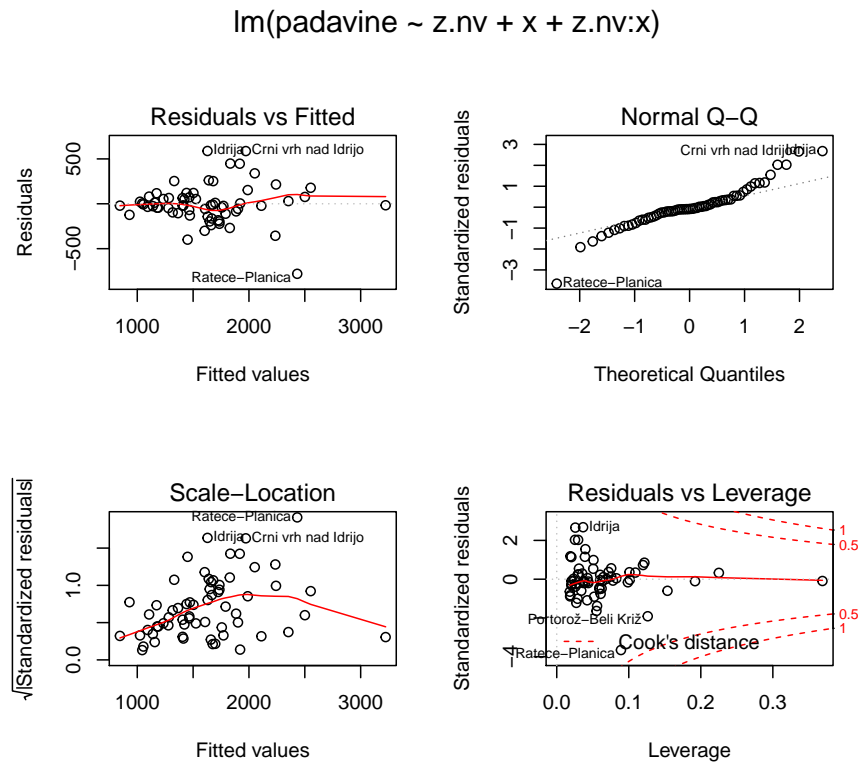 lm(padavine ~ z.nv + x + z.nv:x)
Residuals vs Fitted
Residuals
500
−500
Idrija
Crni vrh nad Idrijo
Ratece−Planica
1000 2000 3000
Fitted values
Normal Q−Q
Standardized residuals
3
1
−1
−3
Crni vrh nad Idrijo
Idrija
Ratece−Planica
−2 −1 0 1 2
Theoretical Quantiles
Scale−Location
√|Standardized residuals|
1.0
0.0
Ratece−Planica
Idrija
Crni vrh nad Idrijo
1000 2000 3000
Fitted values
Residuals vs Leverage
Standardized residuals
2
0
−4
Idrija
1
0.5
0.5
1
Portorož−Beli Križ
Cook's distance
Ratece−Planica
0.0 0.1 0.2 0.3
Leverage